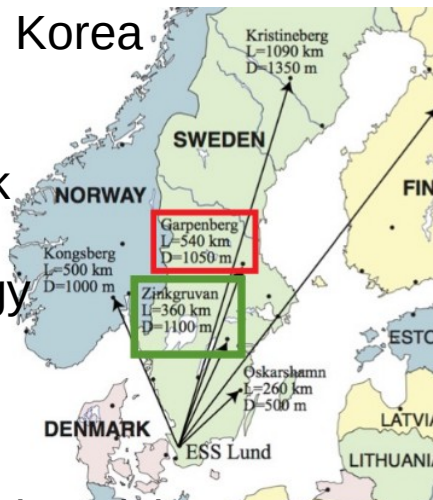 Korea
Kristineberg
L=1090 km
D=1350 m
SWEDEN
NORWAY
FIN
Garpenberg
L=540 km
D=1050 m
Kongsberg
L=500 km
D=1000 m
gy
Zinkgruvan
L=360 km
D=1100 m
ESTO
Oskarshamn
L=260 km
D=500 m
LATVIA
DENMARK
ESS Lund
LITHUANIA